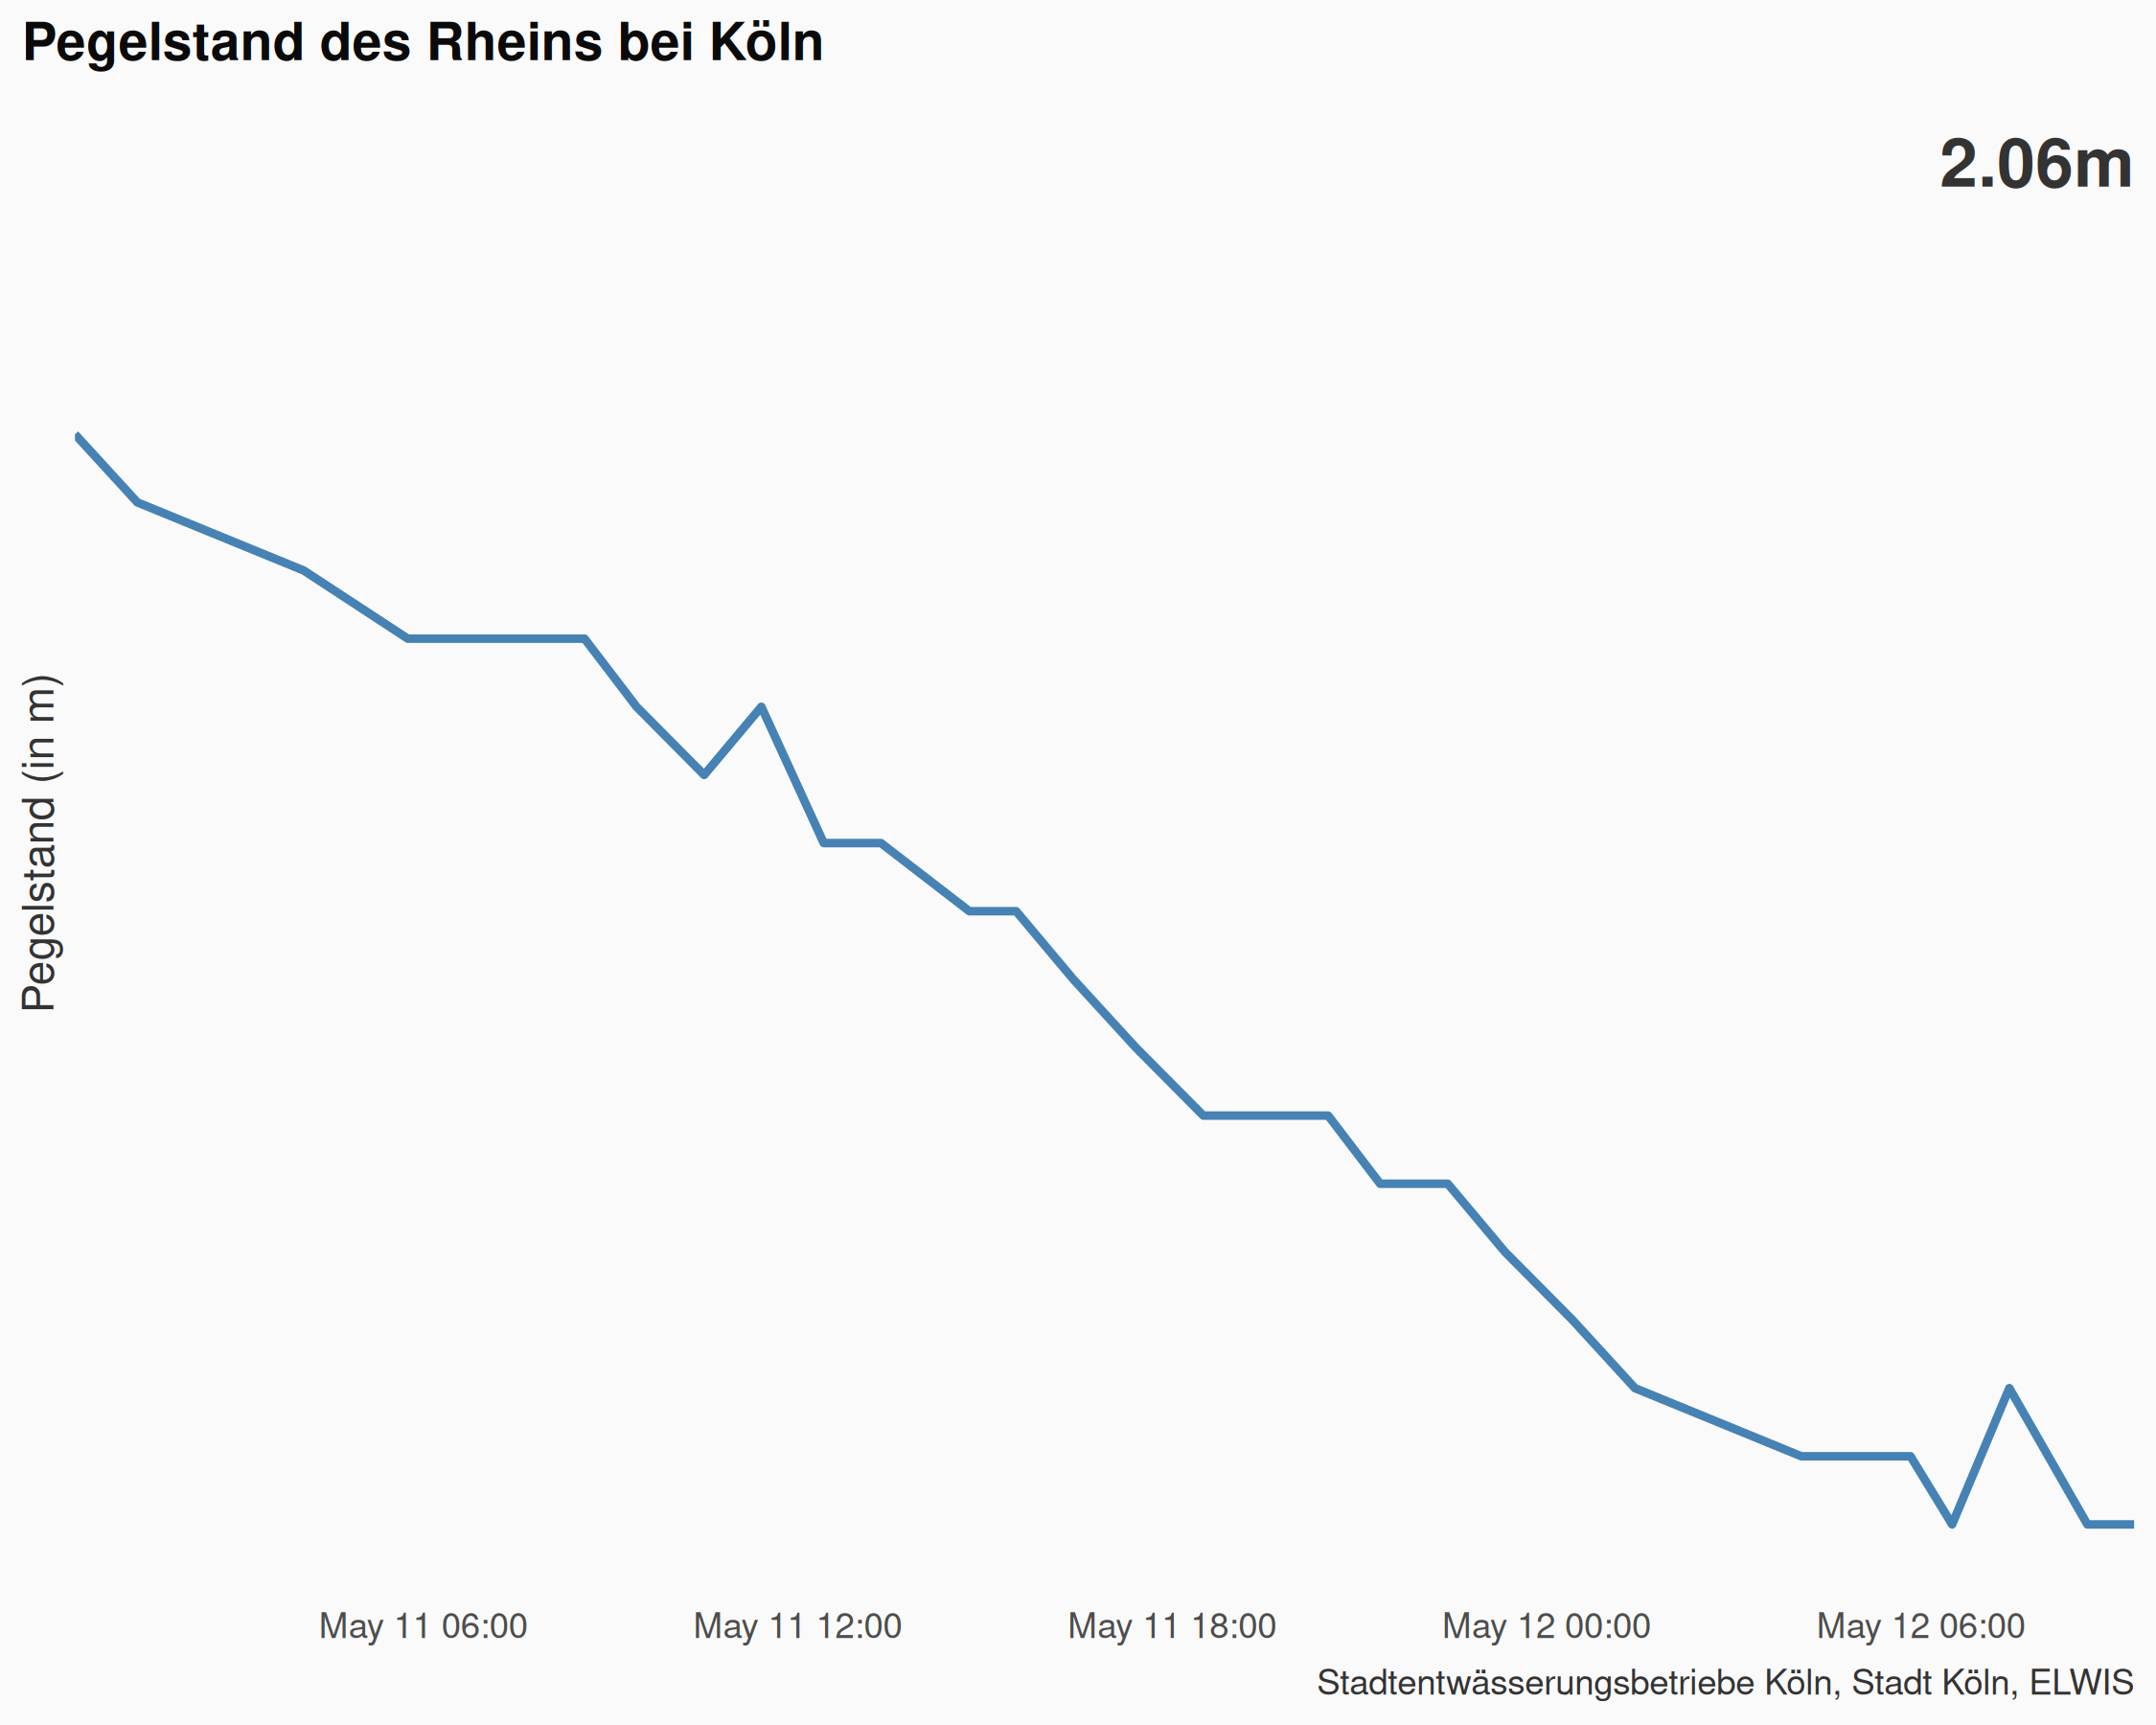 Pegelstand des Rheins bei Köln
2.06m
Pegelstand (in m)
May 11 06:00
May 11 12:00
May 11 18:00
May 12 00:00
May 12 06:00
Stadtentwässerungsbetriebe Köln, Stadt Köln, ELWIS